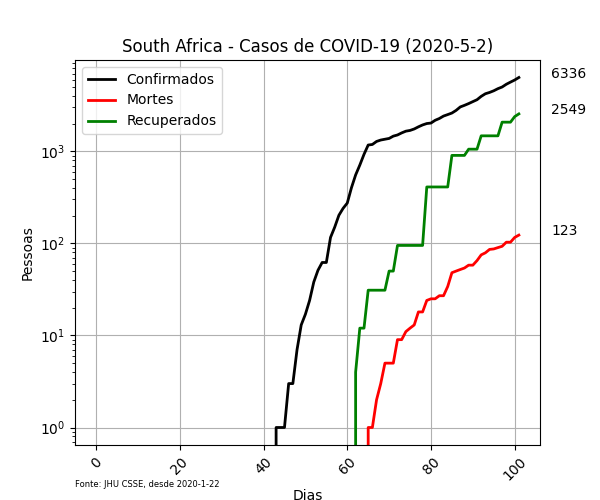 South Africa - Casos de COVID-19 (2020-5-2)
Confirmados
Mortes
Recuperados
6336
2549
123
Pessoas
10³
10²
10¹
10⁰
0
20
40
60
80
100
Fonte: JHU CSSE, desde 2020-1-22
Dias